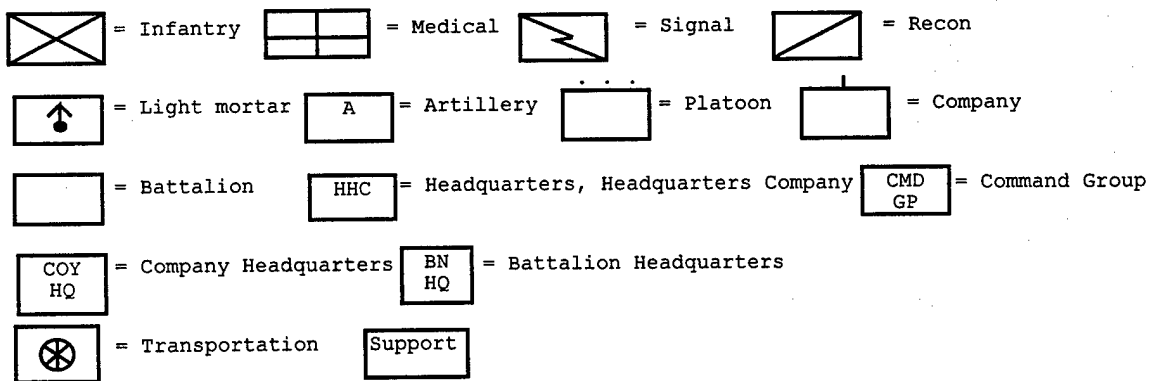 = Infantry = Medical = Signal = Recon
= Light mortar A = Artillery = Platoon = Company
= Battalion HHC = Headquarters, Headquarters Company CMD GP = Command Group
COY HQ = Company Headquarters BN HQ = Battalion Headquarters
= Transportation Support